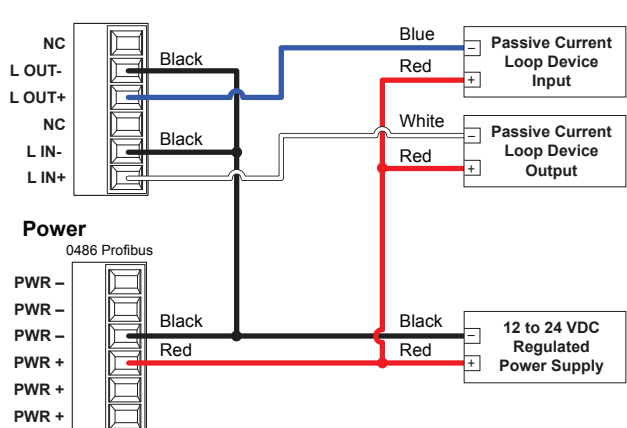 NC
L OUT-
L OUT+
NC
L IN-
L IN+
Black
Black
Blue
Red
White
Red
−
+
Passive Current
Loop Device
Input
−
+
Passive Current
Loop Device
Output
Power
0486 Profibus
PWR –
PWR –
PWR –
PWR +
PWR +
PWR +
Black
Red
Black
Red
−
+
12 to 24 VDC
Regulated
Power Supply